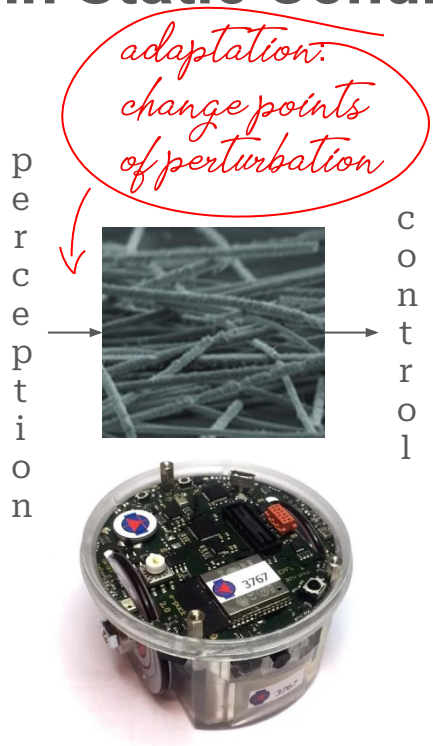 adaptation:
change points
of perturbation
perception
control
3767
3767